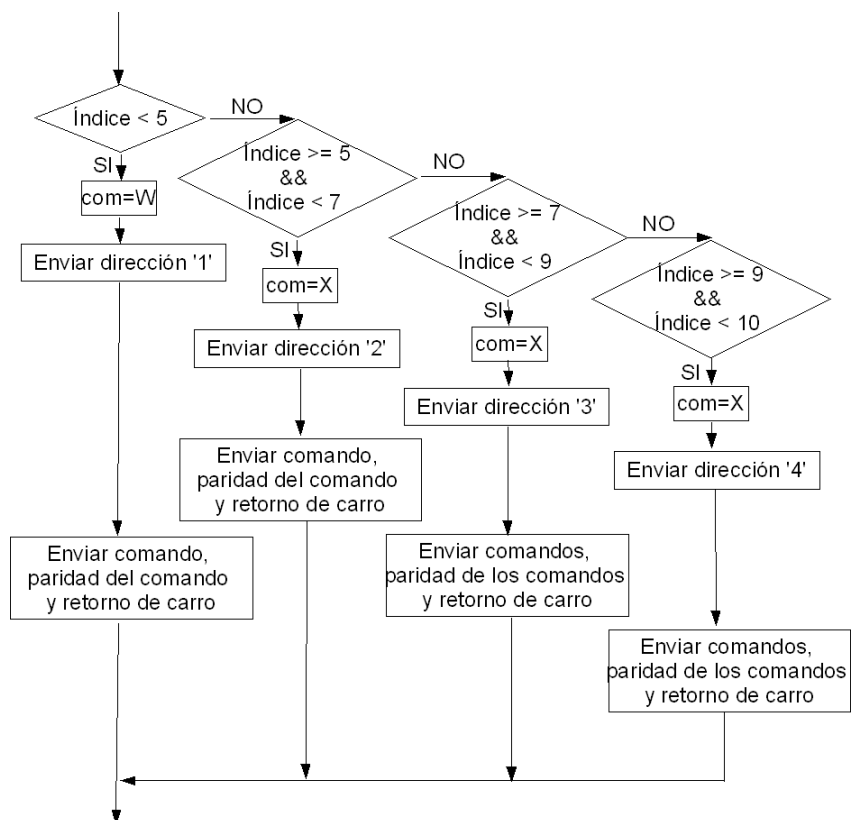 Índice < 5
NO
SI
com=W
Enviar dirección '1'
Enviar comando,
paridad del comando
y retorno de carro
Índice >= 5
&&
Índice < 7
NO
SI
com=X
Enviar dirección '2'
Enviar comando,
paridad del comando
y retorno de carro
Índice >= 7
&&
Índice < 9
NO
SI
com=X
Enviar dirección '3'
Enviar comandos,
paridad de los comandos
y retorno de carro
Índice >= 9
&&
Índice < 10
SI
com=X
Enviar dirección '4'
Enviar comandos,
paridad de los comandos
y retorno de carro